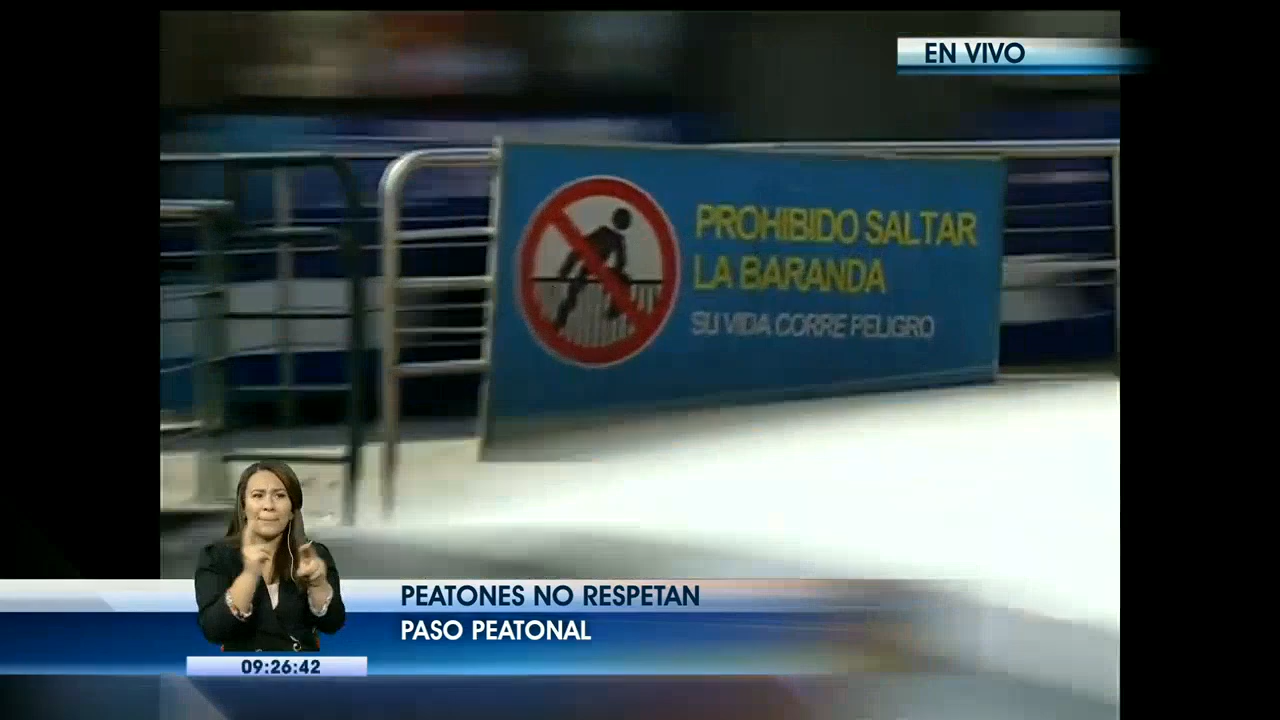 EN VIVO
PROHIBIDO SALTAR
LA BARANDA
SU VIDA CORRE PELIGRO
PEATONES NO RESPETAN
PASO PEATONAL
09:26:42